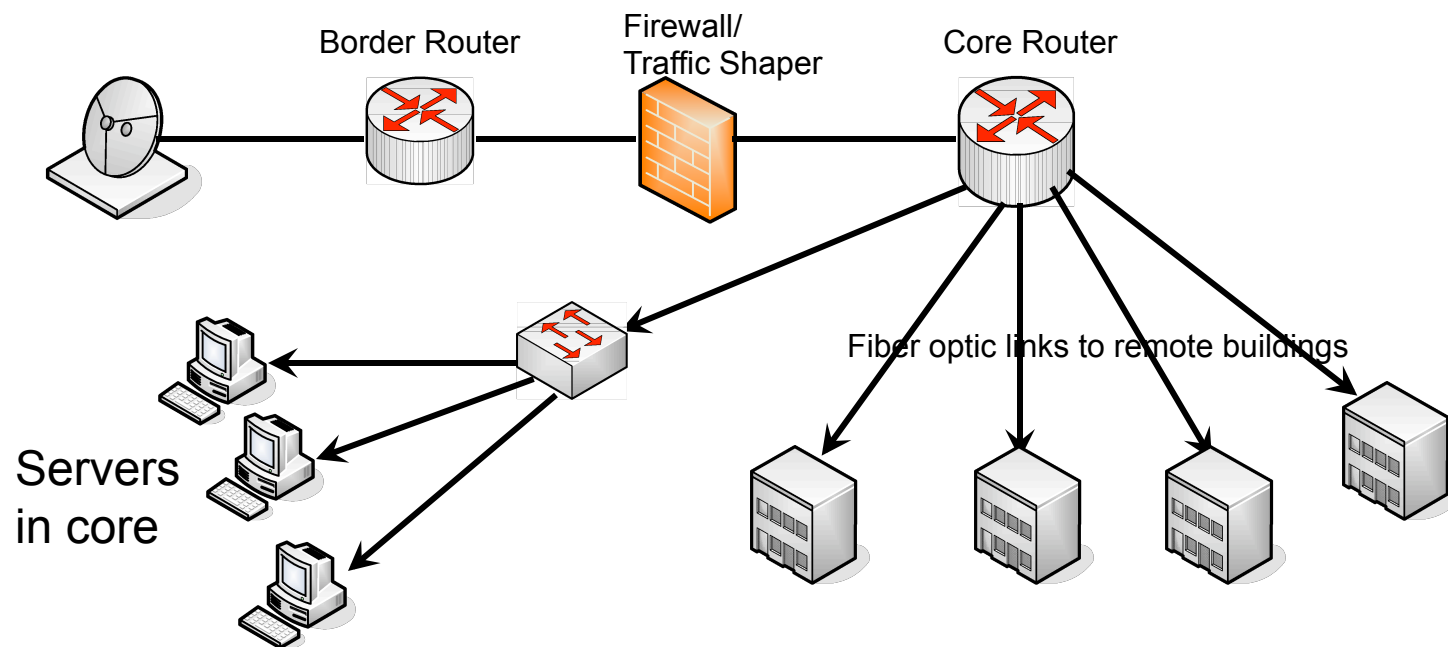 Border Router
Firewall/
Traffic Shaper
Core Router
Fiber optic links to remote buildings
Servers
in core